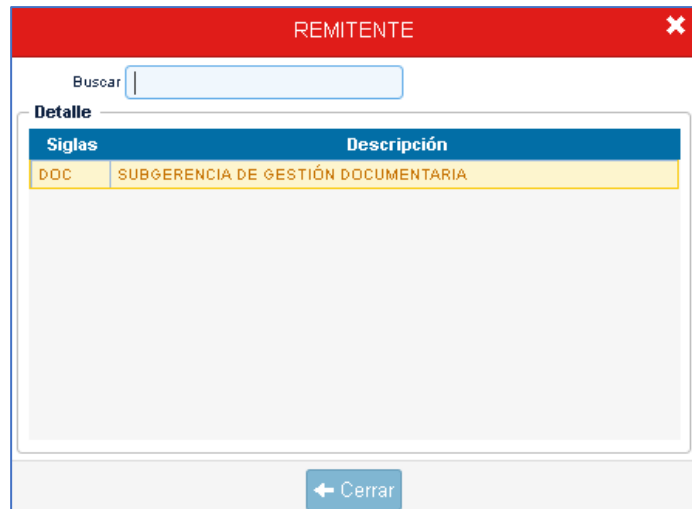 REMITENTE
Buscar
Detalle
Siglas Descripción
DOC SUBGERENCIA DE GESTIÓN DOCUMENTARIA
Cerrar